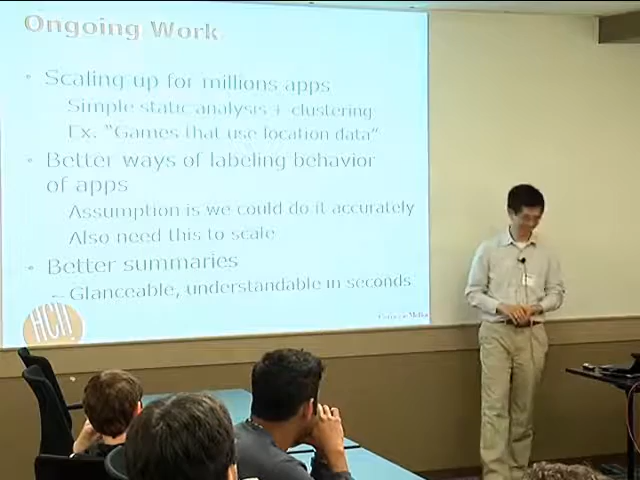 Ongoing Work
• Scaling up for millions apps
Simple static analysis + clustering
Ex. "Games that use location data"
• Better ways of labeling behavior
of apps
Assumption is we could do it accurately
Also need this to scale
• Better summaries
– Glanceable, understandable in seconds
HCII
Carnegie Mellon